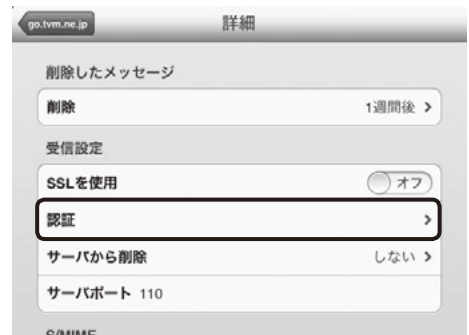 go.tvm.ne.jp 詳細
削除したメッセージ
削除 1週間後
受信設定
SSLを使用 オフ
認証
サーバから削除 しない
サーバポート 110
S/MIME